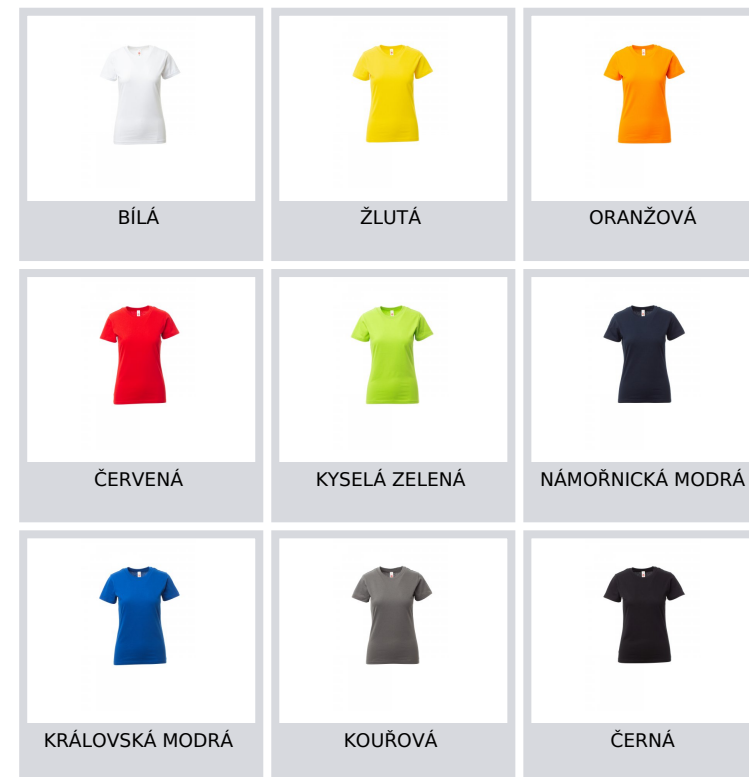 BÍLÁ
ŽLUTÁ
ORANŽOVÁ
ČERVENÁ
KYSELÁ ZELENÁ
NÁMOŘNICKÁ MODRÁ
KRÁLOVSKÁ MODRÁ
KOUŘOVÁ
ČERNÁ